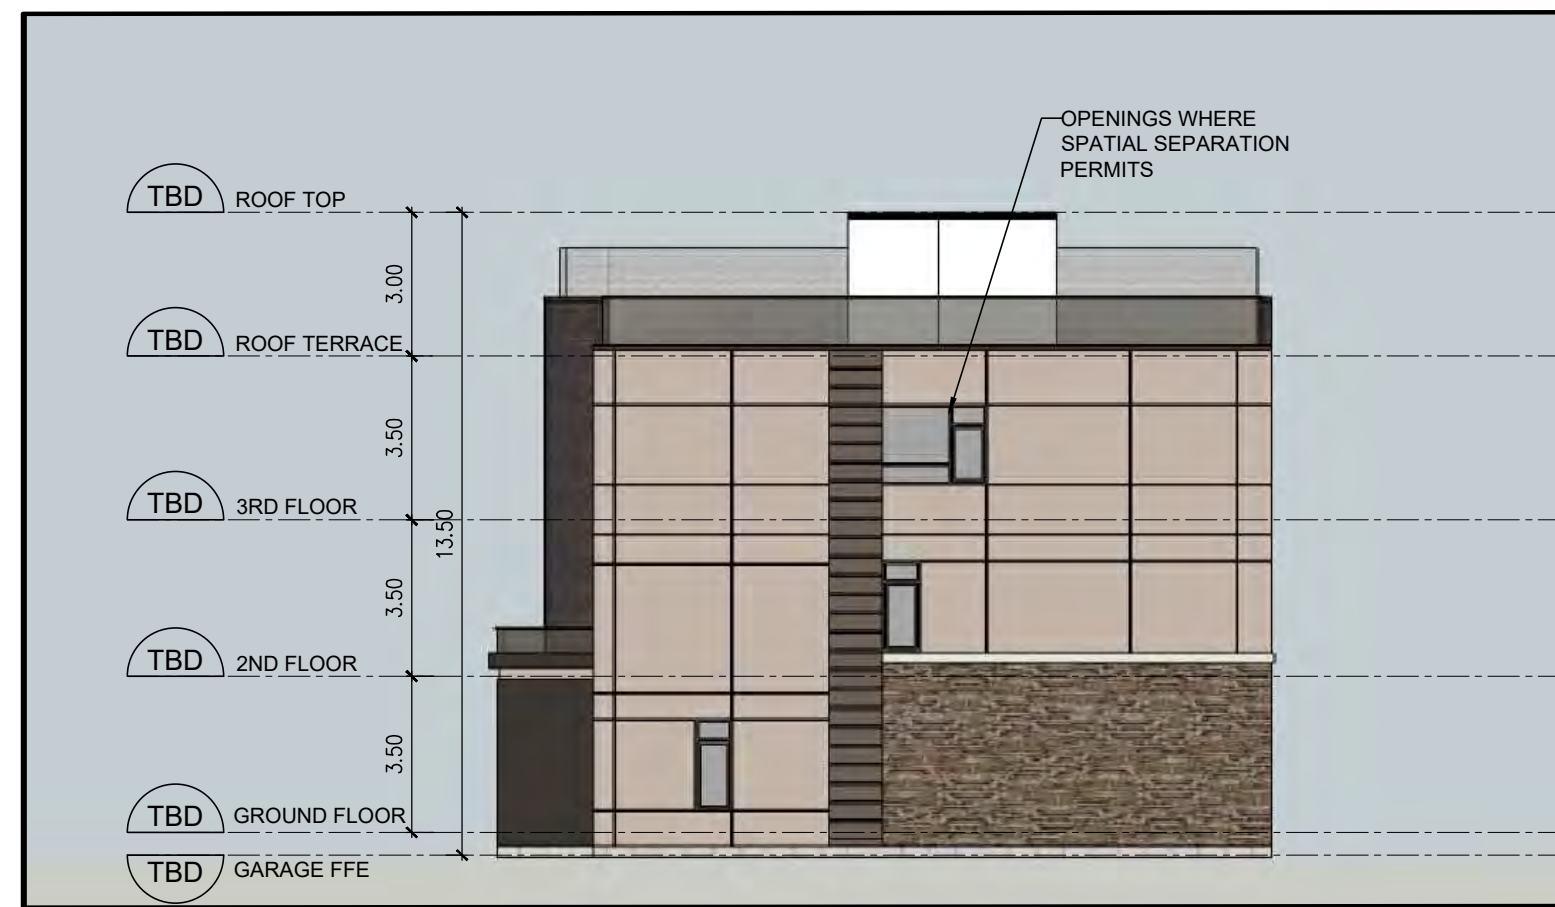 OPENINGS WHERE
SPATIAL SEPARATION
PERMITS
TBD ROOF TOP
3.00
TBD ROOF TERRACE
3.50
TBD 3RD FLOOR
13.50
3.50
TBD 2ND FLOOR
3.50
TBD GROUND FLOOR
TBD GARAGE FFE